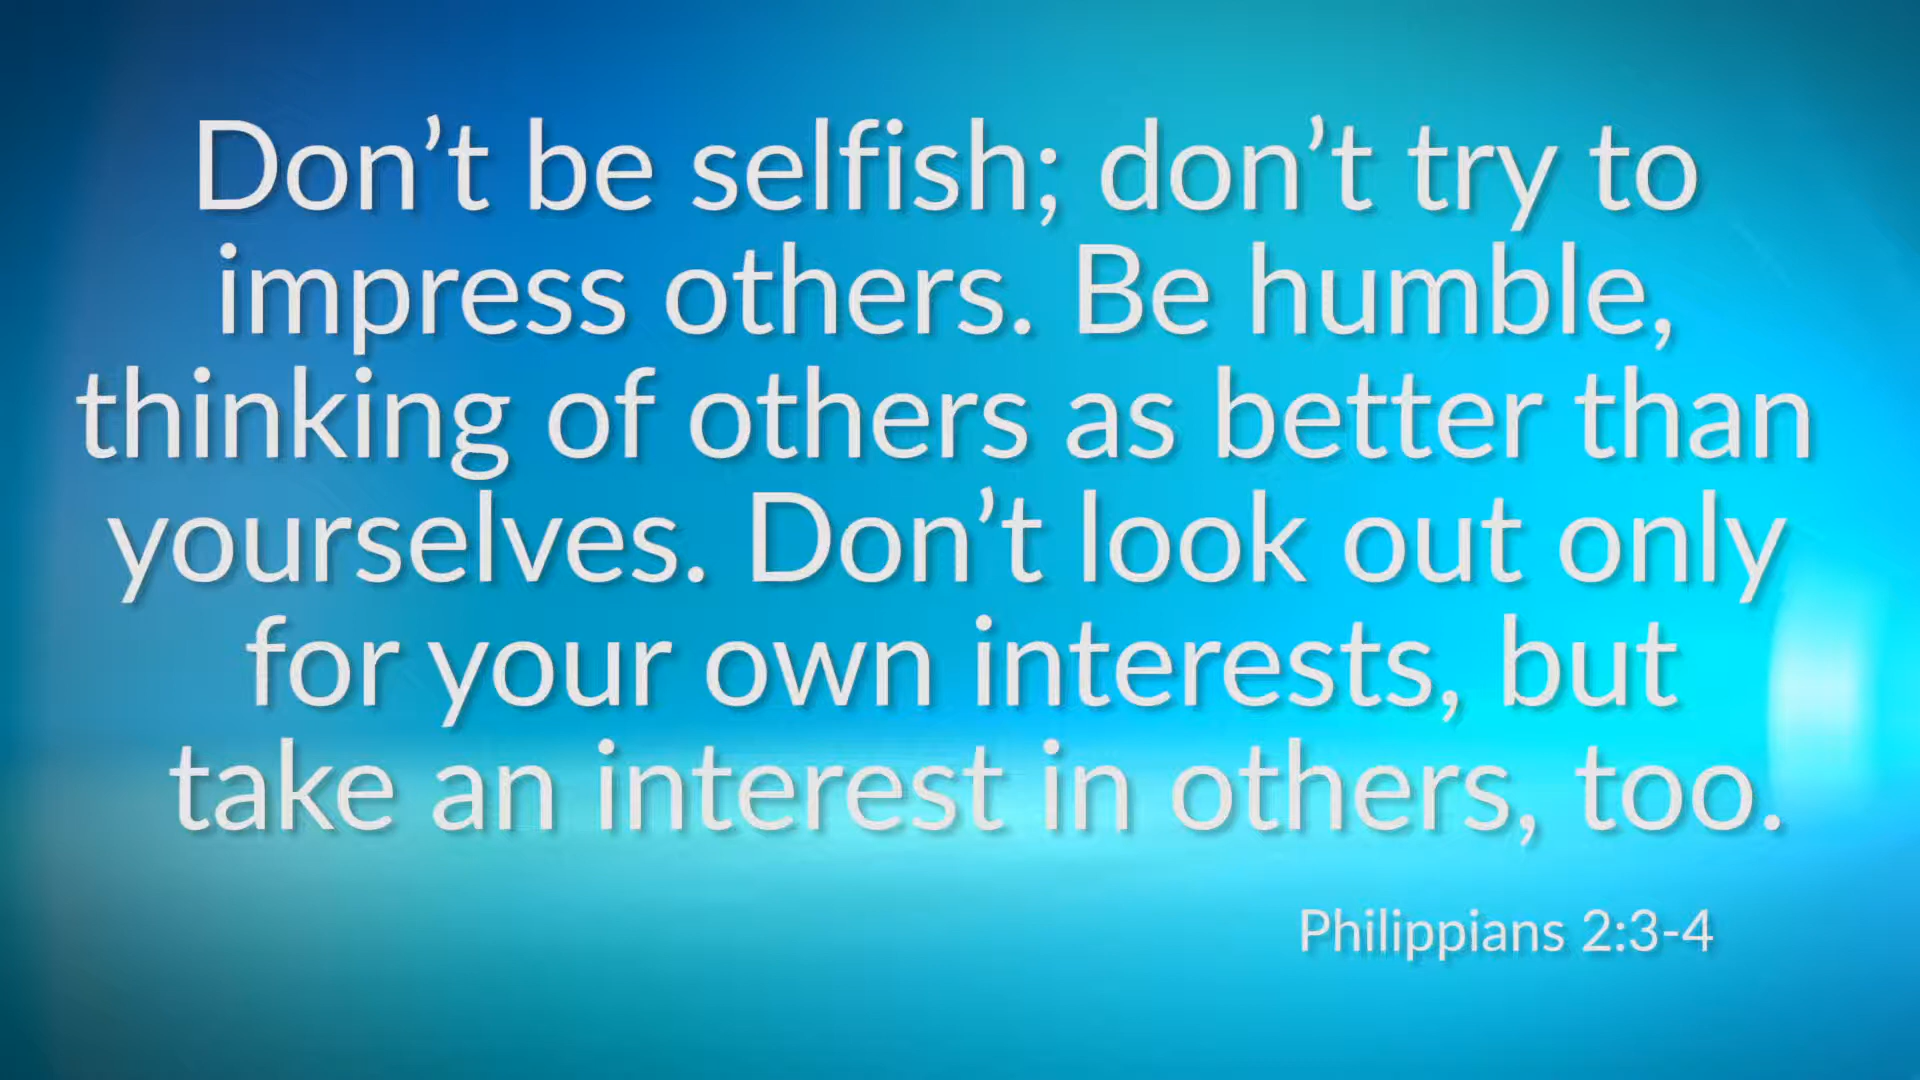 Don’t be selfish; don’t try to
impress others. Be humble,
thinking of others as better than
yourselves. Don’t look out only
for your own interests, but
take an interest in others, too.
Philippians 2:3-4